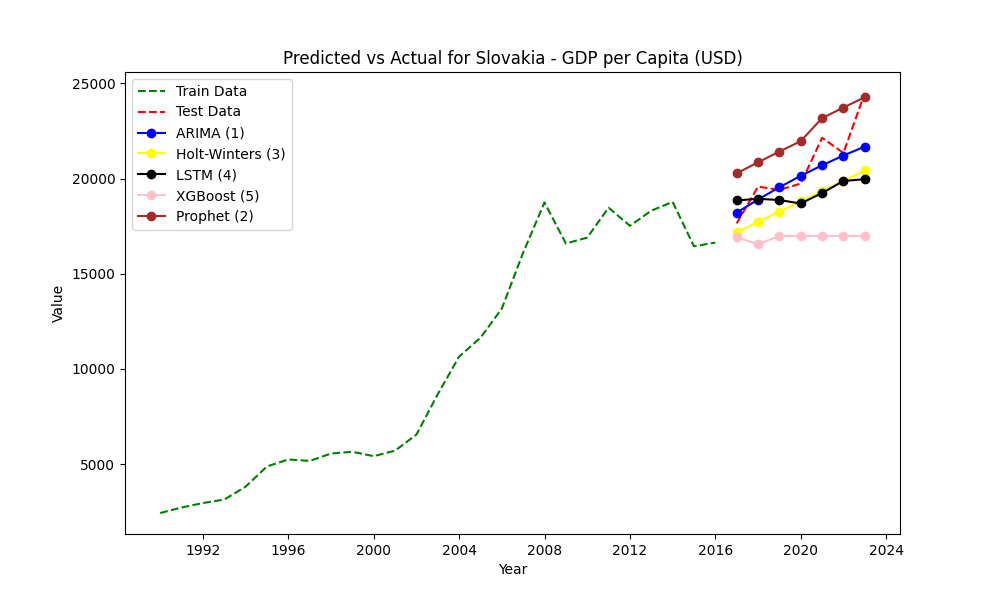 Predicted vs Actual for Slovakia - GDP per Capita (USD)
25000
20000
15000
10000
5000
Value
Train Data
Test Data
ARIMA (1)
Holt-Winters (3)
LSTM (4)
XGBoost (5)
Prophet (2)
1992 1996 2000 2004 2008 2012 2016 2020 2024
Year